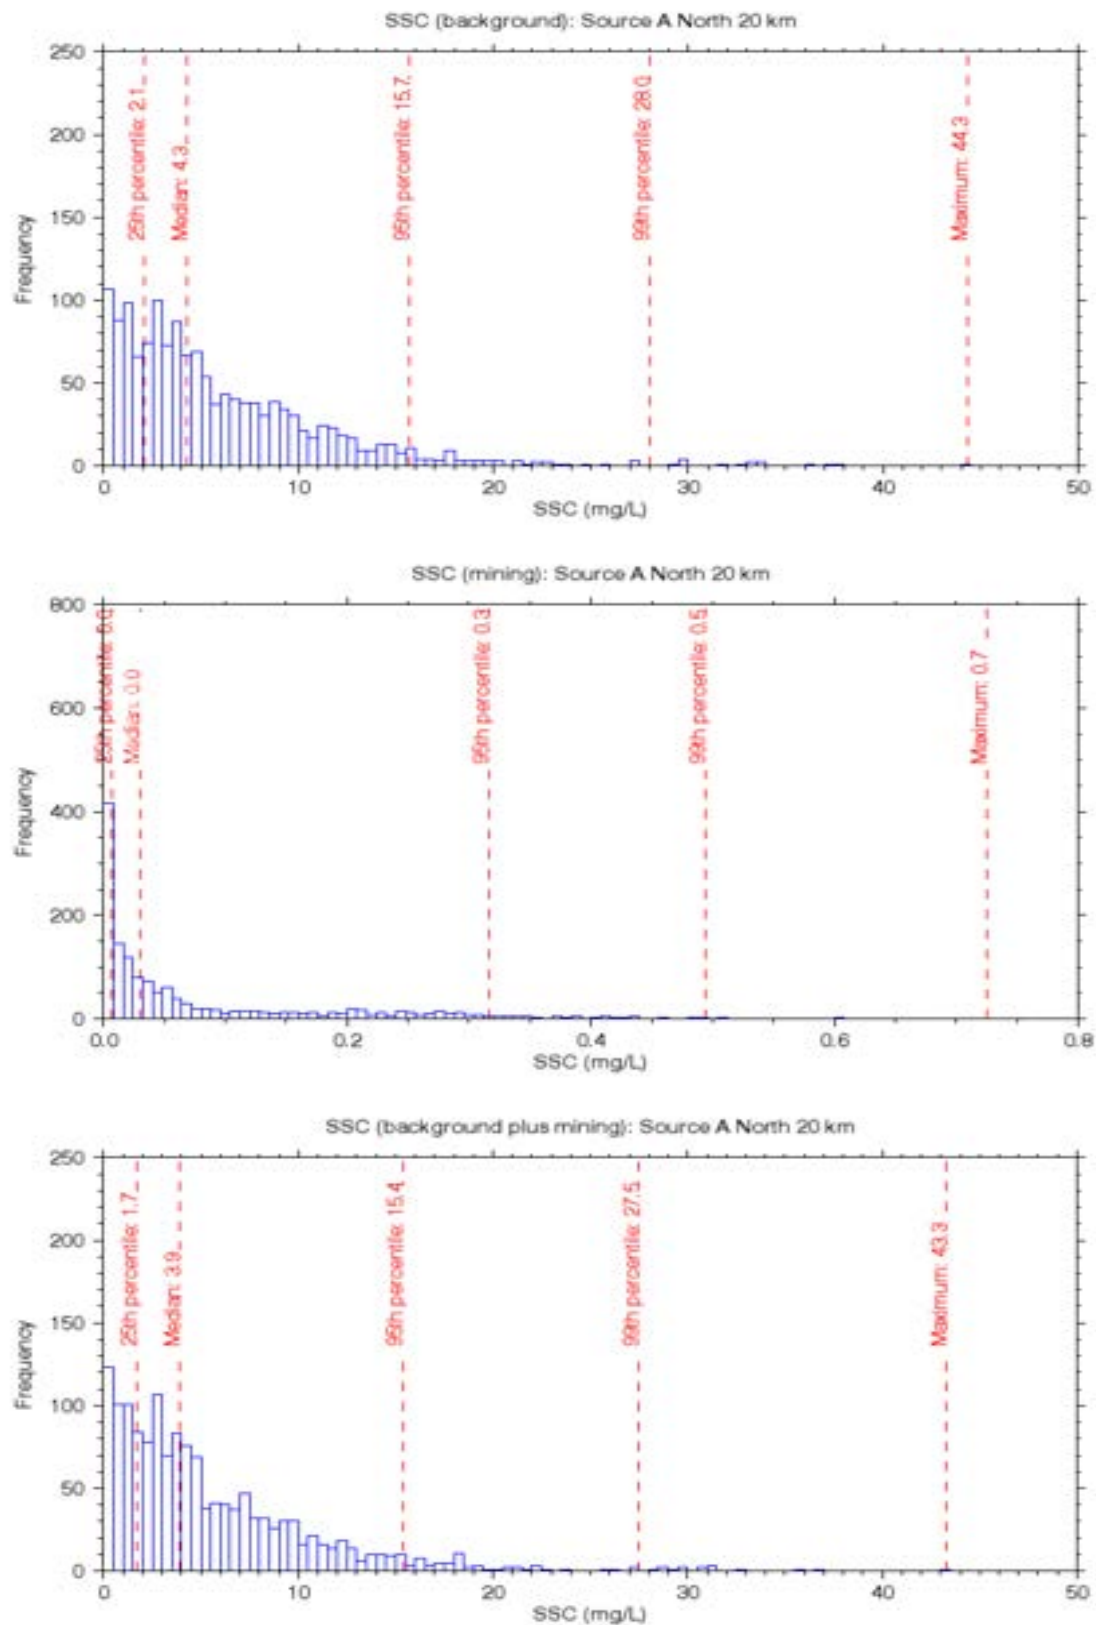 SSC (background): Source A North 20 km
250
200
150
100
50
0
Frequency
25th percentile: 2.1
Median: 4.3
95th percentile: 15.7
99th percentile: 28.0
Maximum: 44.3
0 10 20 30 40 50
SSC (mg/L)
SSC (mining): Source A North 20 km
800
600
400
200
0
Frequency
25th percentile: 0.0
Median: 0.0
95th percentile: 0.3
99th percentile: 0.5
Maximum: 0.7
0.0 0.2 0.4 0.6 0.8
SSC (mg/L)
SSC (background plus mining): Source A North 20 km
250
200
150
100
50
0
Frequency
25th percentile: 1.7
Median: 3.9
95th percentile: 15.4
99th percentile: 27.5
Maximum: 43.3
0 10 20 30 40 50
SSC (mg/L)